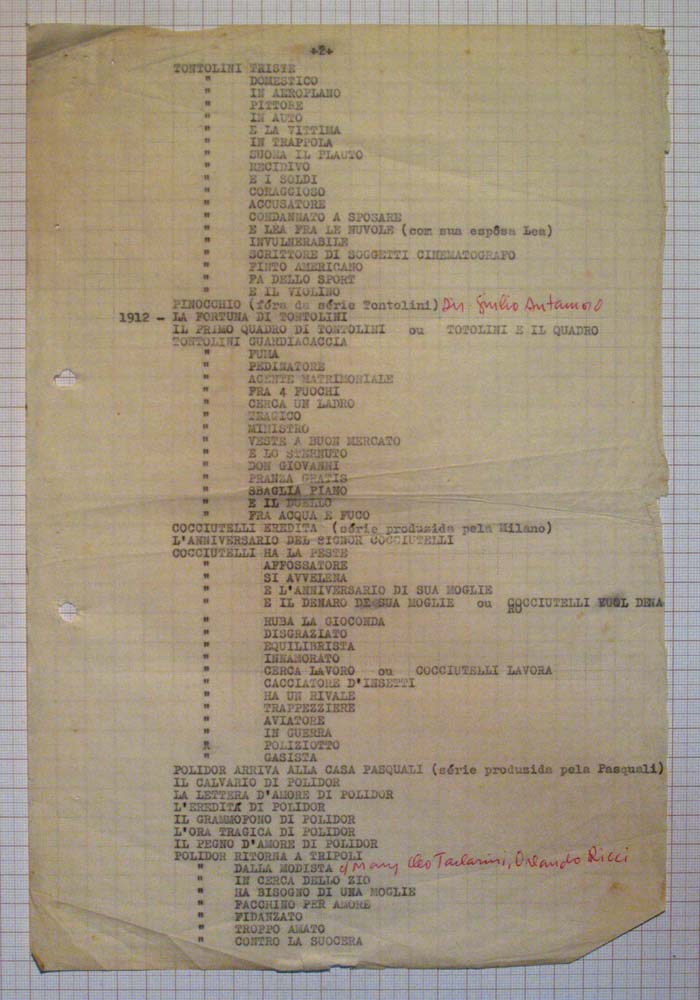 +2+
TONTOLINI TRISTE
" DOMESTICO
" IN AEROPLANO
" PITTORE
" IN AUTO
" E LA VITTIMA
" IN TRAPPOLA
" SUONA IL FLAUTO
" RECIDIVO
" E I SOLDI
" CORAGGIOSO
" ACCUSATORE
" CONDANNATO A SPOSARE
" E LEA FRA LE NUVOLE (com sua espôsa Lea)
" INVULNERABILE
" SCRITTORE DI SOGGETTI CINEMATOGRAFO
" FINTO AMERICANO
" FA DELLO SPORT
" E IL VIOLINO
PINOCCHIO (fóra da série Tontolini) Dir Giulio Antamoro
1912 - LA FORTUNA DI TONTOLINI
IL PRIMO QUADRO DI TONTOLINI ou TOTOLINI E IL QUADRO
TONTOLINI GUARDIACACCIA
" FUMA
" PEDINATORE
" AGENTE MATRIMONIALE
" FRA 4 FUOCHI
" CERCA UN LADRO
" TRAGICO
" MINISTRO
" VESTE A BUON MERCATO
" E LO STERNUTO
" DON GIOVANNI
" PRANZA GRATIS
" SBAGLIA PIANO
" E IL DUELLO
" FRA ACQUA E FUCO
COCCIUTELLI EREDITA (série produzida pela Milano)
L'ANNIVERSARIO DEL SIGNOR COCCIUTELLI
COCCIUTELLI HA LA PESTE
" AFFOSSATORE
" SI AVVELENA
" E L'ANNIVERSARIO DI SUA MOGLIE
" E IL DENARO DE SUA MOGLIE ou COCCIUTELLI VUOL DENA
RO
" RUBA LA GIOCONDA
" DISGRAZIATO
" EQUILIBRISTA
" INNAMORATO
" CERCA LAVORO ou COCCIUTELLI LAVORA
" CACCIATORE D'INSETTI
" HA UN RIVALE
" TRAPPEZZIERE
" AVIATORE
" IN GUERRA
" POLIZIOTTO
" GASISTA
POLIDOR ARRIVA ALLA CASA PASQUALI (série produzida pela Pasquali)
IL CALVARIO DI POLIDOR
LA LETTERA D'AMORE DI POLIDOR
L'EREDITÁ DI POLIDOR
IL GRAMMOFONO DI POLIDOR
L'ORA TRAGICA DI POLIDOR
IL PEGNO D'AMORE DI POLIDOR
POLIDOR RITORNA A TRIPOLI
" DALLA MODISTA c/ Mary Cleo Tarlarini, Orlando Ricci
" IN CERCA DELLO ZIO
" HA BISOGNO DI UNA MOGLIE
" FACCHINO PER AMORE
" FIDANZATO
" TROPPO AMATO
" CONTRO LA SUOCERA